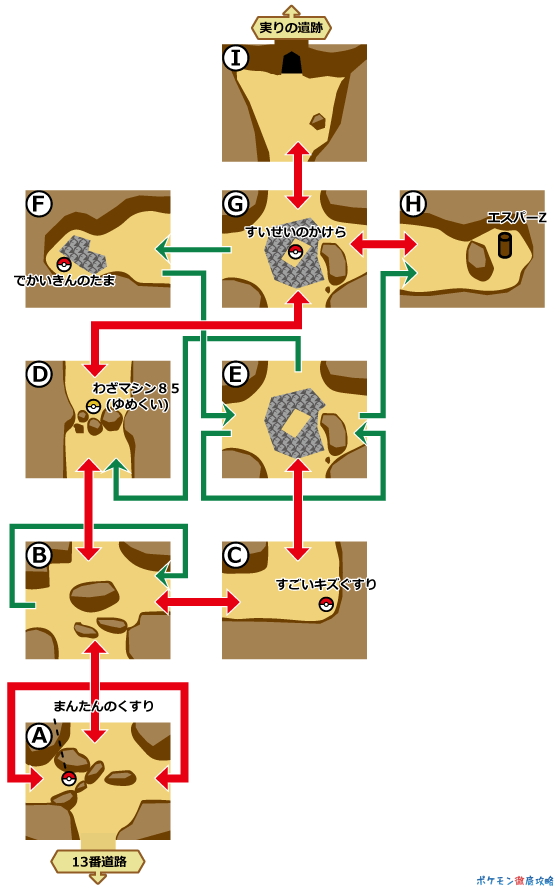 実りの遺跡
I
F
G
H
すいせいのかけら
エスパーZ
でかいきんのたま
D
E
わざマシン85
(ゆめくい)
B
C
すごいキズぐすり
まんたんのくすり
A
13番道路
ポケモン徹底攻略